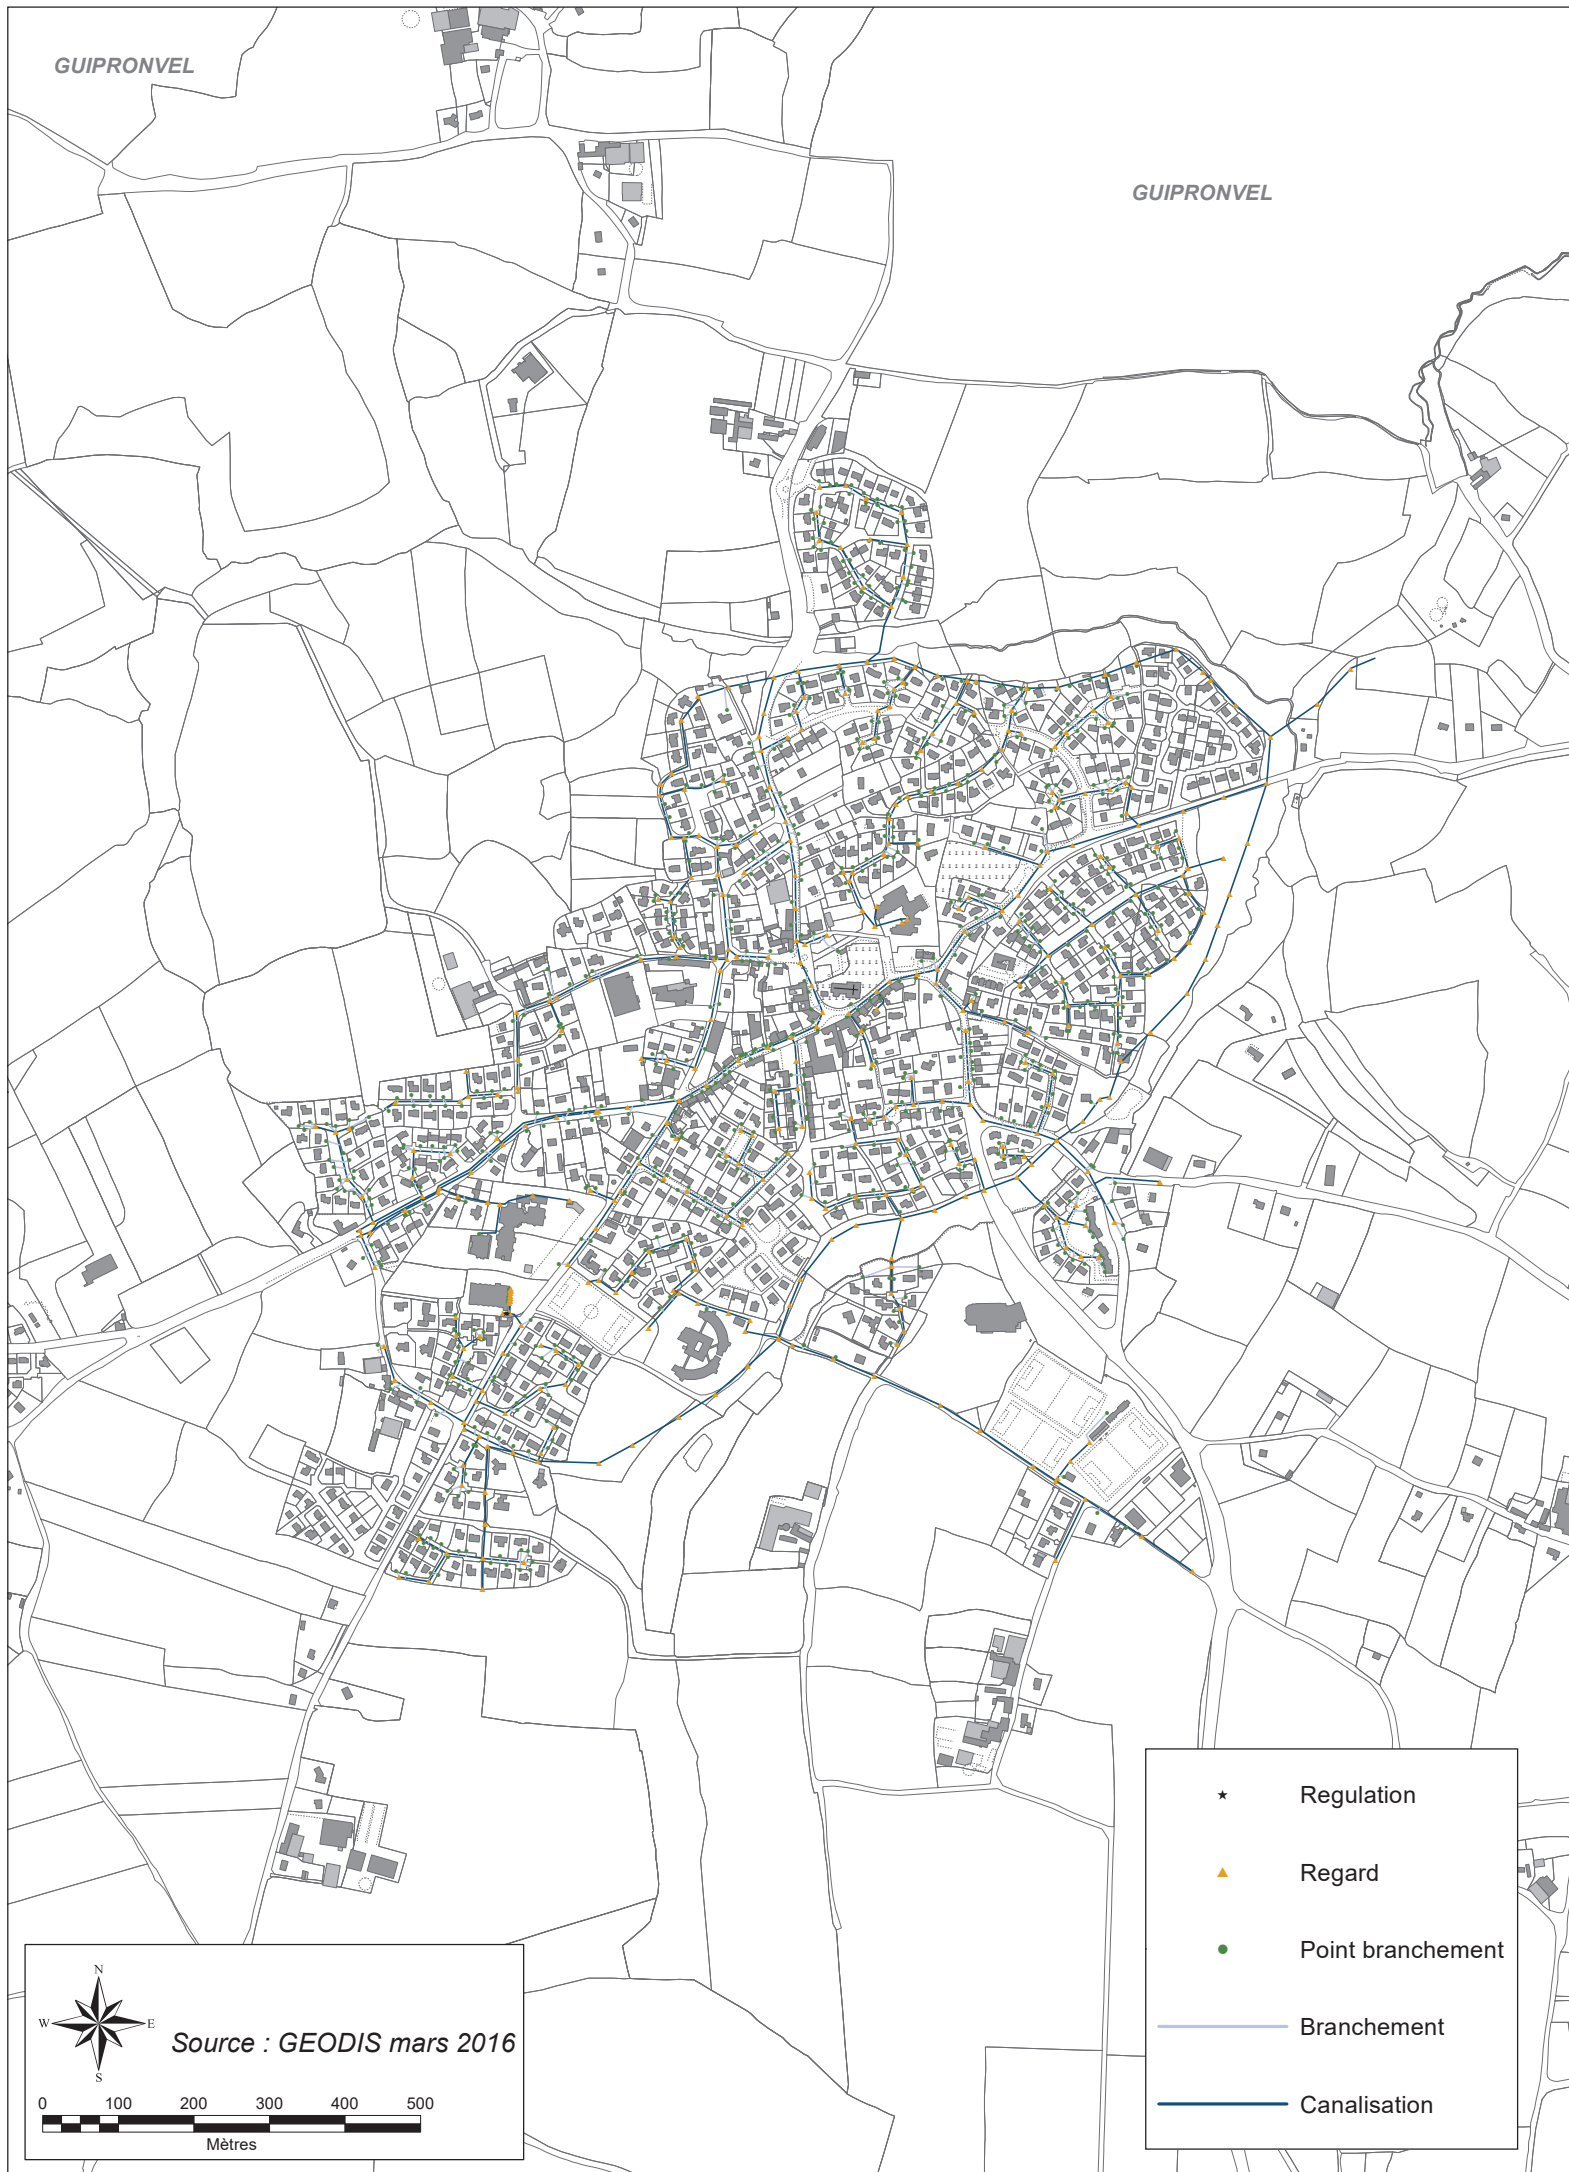 GUIPRONVEL
GUIPRONVEL
Regulation
Regard
Point branchement
Branchement
Canalisation
N
W E
S
Source : GEODIS mars 2016
0 100 200 300 400 500
Mètres